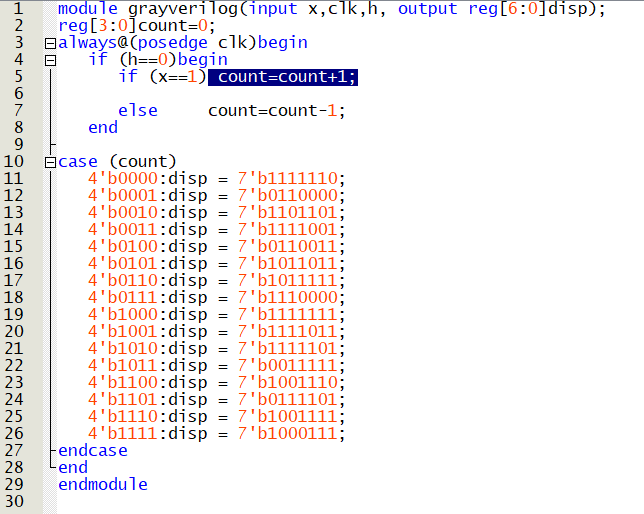 1 module grayverilog(input x,clk,h, output reg[6:0]disp);
2 reg[3:0]count=0;
3 always@(posedge clk)begin
4 if (h==0)begin
5 if (x==1) count=count+1;
6
7 else count=count-1;
8 end
9
10 case (count)
11 4'b0000:disp = 7'b1111110;
12 4'b0001:disp = 7'b0110000;
13 4'b0010:disp = 7'b1101101;
14 4'b0011:disp = 7'b1111001;
15 4'b0100:disp = 7'b0110011;
16 4'b0101:disp = 7'b1011011;
17 4'b0110:disp = 7'b1011111;
18 4'b0111:disp = 7'b1110000;
19 4'b1000:disp = 7'b1111111;
20 4'b1001:disp = 7'b1111011;
21 4'b1010:disp = 7'b1111101;
22 4'b1011:disp = 7'b0011111;
23 4'b1100:disp = 7'b1001110;
24 4'b1101:disp = 7'b0111101;
25 4'b1110:disp = 7'b1001111;
26 4'b1111:disp = 7'b1000111;
27 endcase
28 end
29 endmodule
30